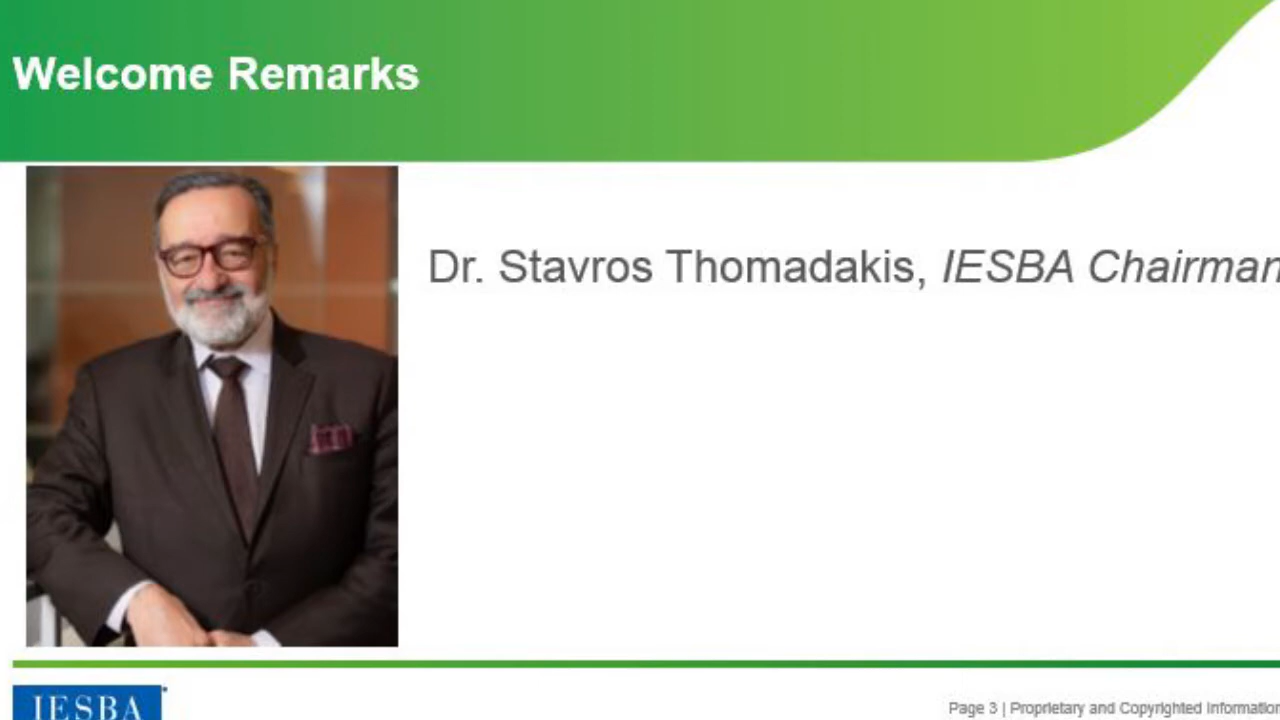 Welcome Remarks
Dr. Stavros Thomadakis, IESBA Chairman
IESBA
Page 3 | Proprietary and Copyrighted Information